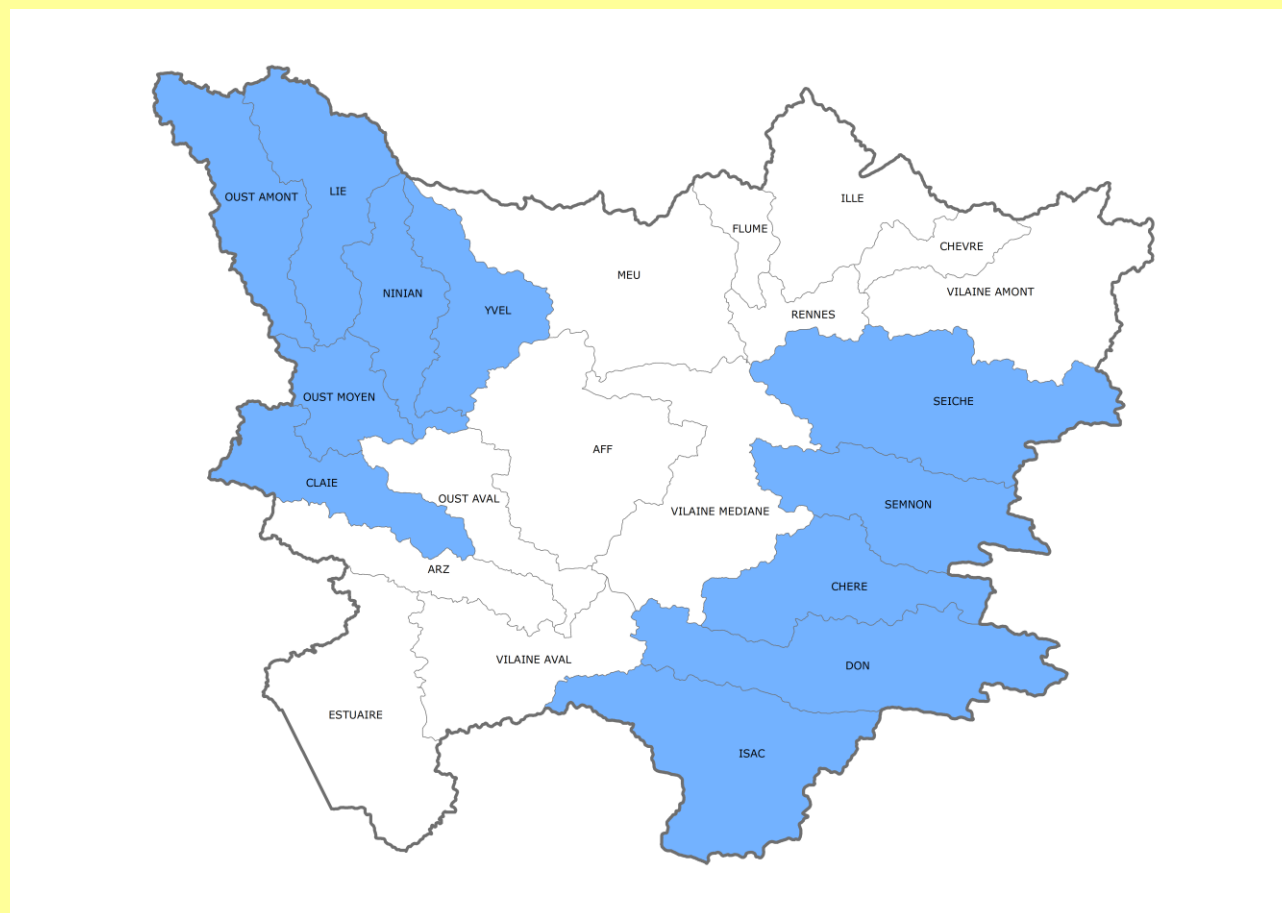 OUST AMONT
LIE
ILLE
FLUME
CHEVRE
MEU
NINIAN
VILAINE AMONT
YVEL
RENNES
OUST MOYEN
SEICHE
AFF
CLAIE
OUST AVAL
SEMNON
VILAINE MEDIANE
ARZ
CHERE
VILAINE AVAL
DON
ESTUAIRE
ISAC